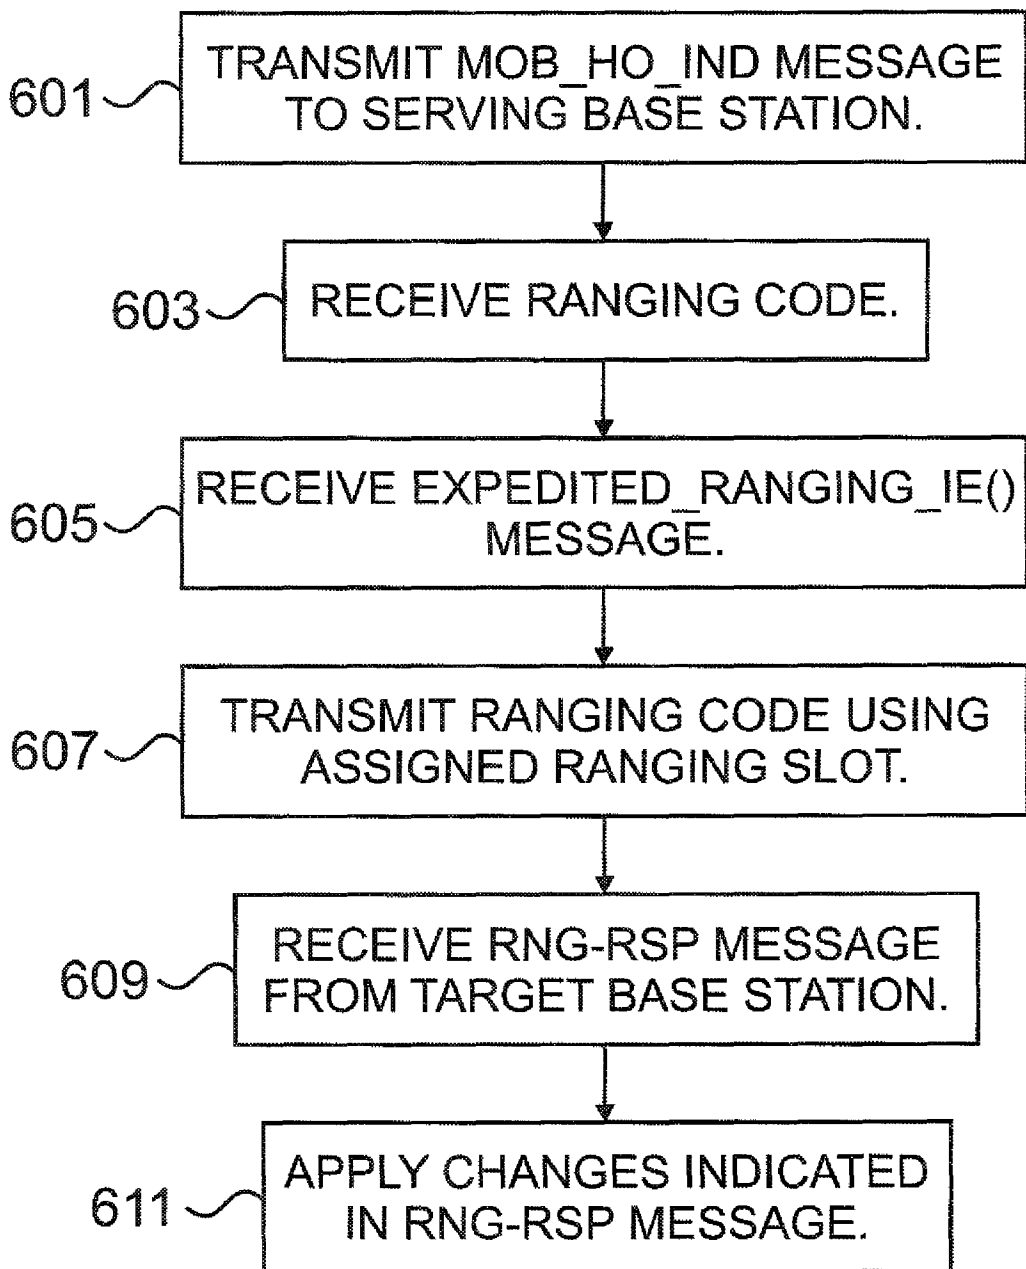 601
TRANSMIT MOB_HO_IND MESSAGE
TO SERVING BASE STATION.
603
RECEIVE RANGING CODE.
605
RECEIVE EXPEDITED_RANGING_IE()
MESSAGE.
607
TRANSMIT RANGING CODE USING
ASSIGNED RANGING SLOT.
609
RECEIVE RNG-RSP MESSAGE
FROM TARGET BASE STATION.
611
APPLY CHANGES INDICATED
IN RNG-RSP MESSAGE.